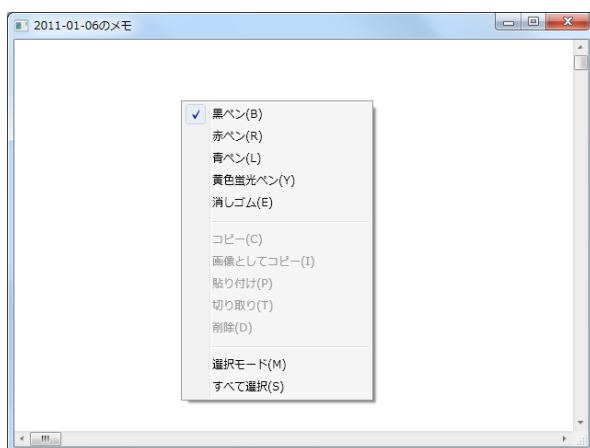 2011-01-06のメモ
黒ペン(B)
赤ペン(R)
青ペン(L)
黄色蛍光ペン(Y)
消しゴム(E)
コピー(C)
画像としてコピー(I)
貼り付け(P)
切り取り(T)
削除(D)
選択モード(M)
すべて選択(S)